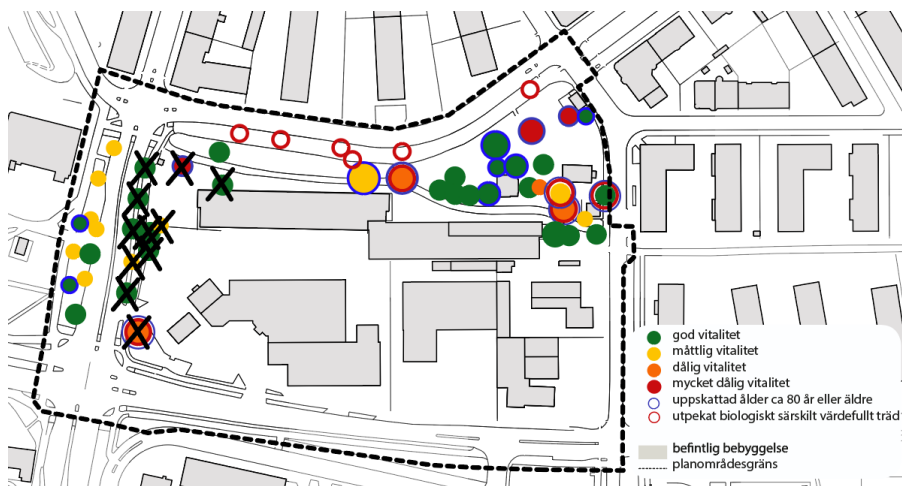 god vitalitet
måttlig vitalitet
dålig vitalitet
mycket dålig vitalitet
uppskattad ålder ca 80 år eller äldre
utpekat biologiskt särskilt värdefullt träd
befintlig bebyggelse
planområdesgräns